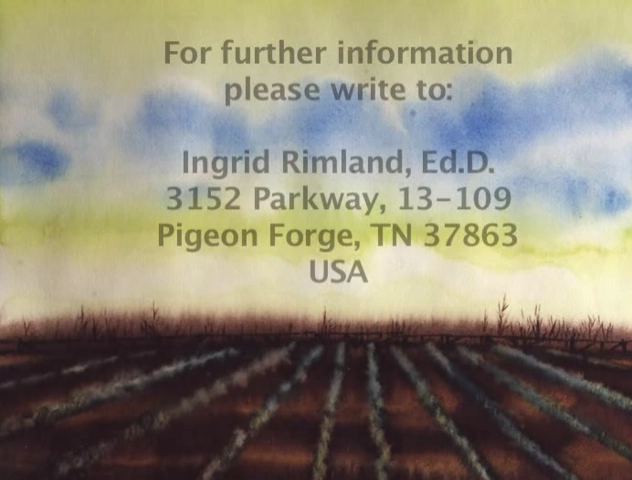 For further information
please write to:
Ingrid Rimland, Ed.D.
3152 Parkway, 13-109
Pigeon Forge, TN 37863
USA